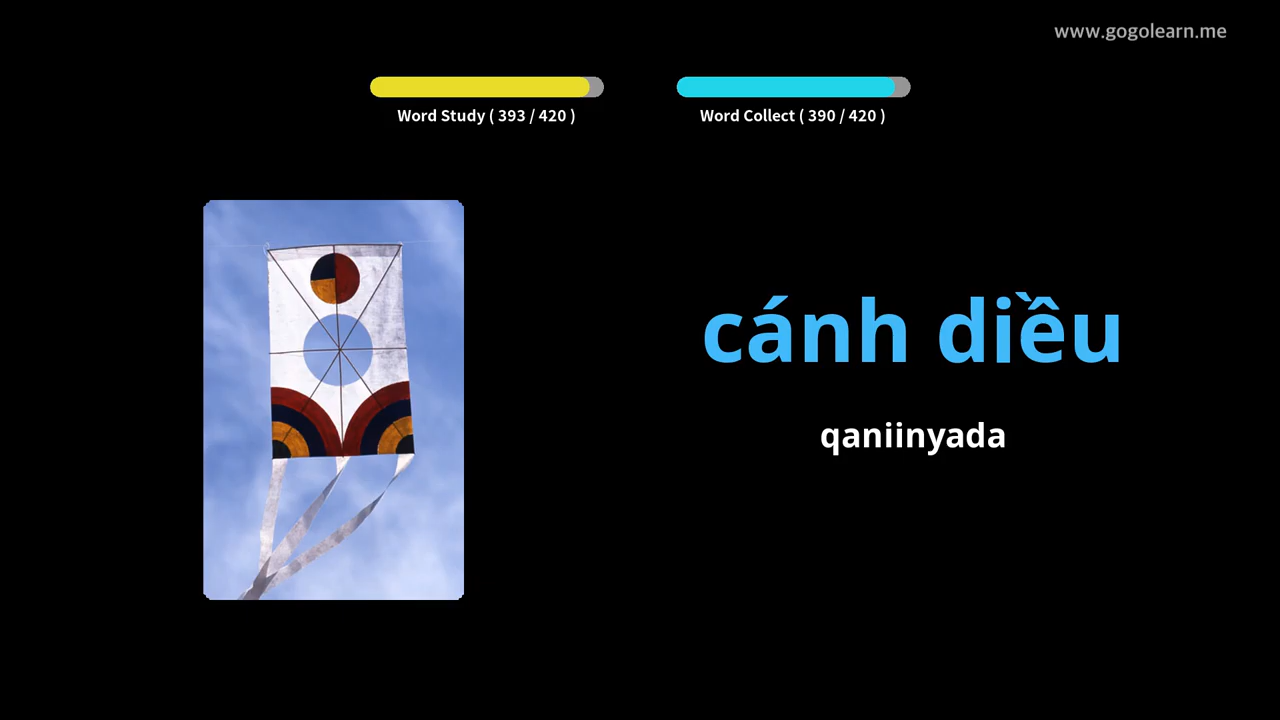 www.gogolearn.me
Word Study ( 393 / 420 )
Word Collect ( 390 / 420 )
cánh diều
qaniinyada